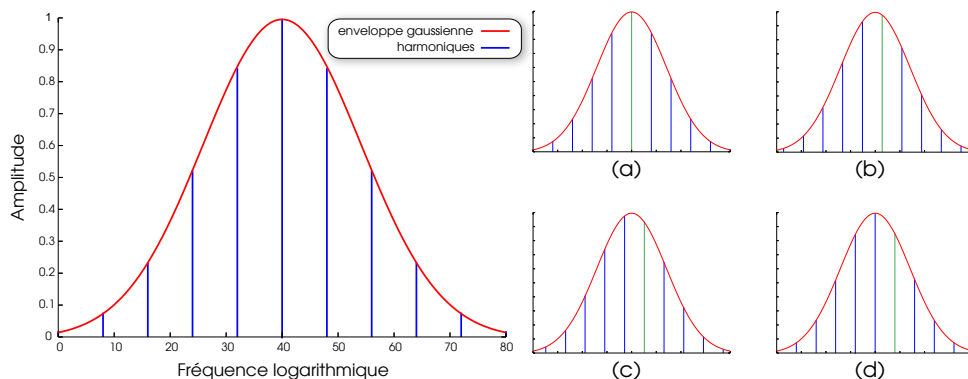 enveloppe gaussienne
harmoniques
Amplitude
1
0.9
0.8
0.7
0.6
0.5
0.4
0.3
0.2
0.1
0
0 10 20 30 40 50 60 70 80
Fréquence logarithmique
(a)
(b)
(c)
(d)